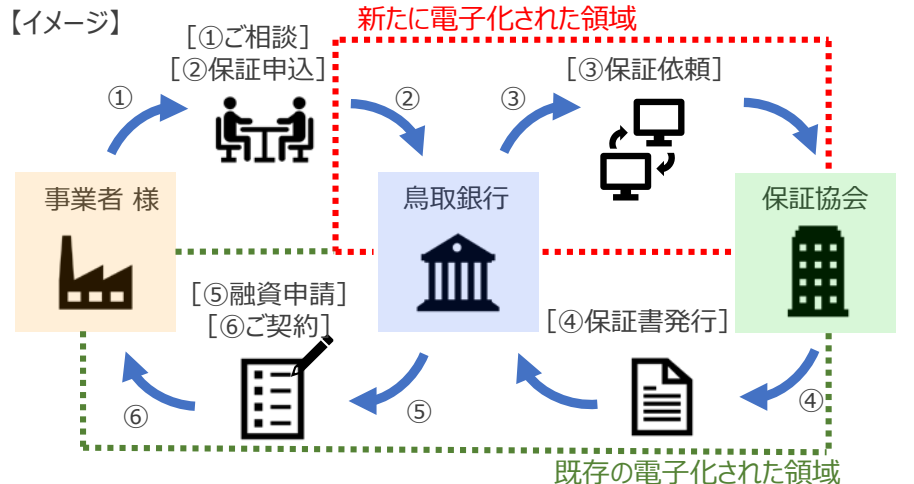 【イメージ】
新たに電子化された領域
[①ご相談]
[②保証申込]
[③保証依頼]
①
②
③
事業者 様
鳥取銀行
保証協会
[⑤融資申請]
[⑥ご契約]
[④保証書発行]
⑥
⑤
④
既存の電子化された領域